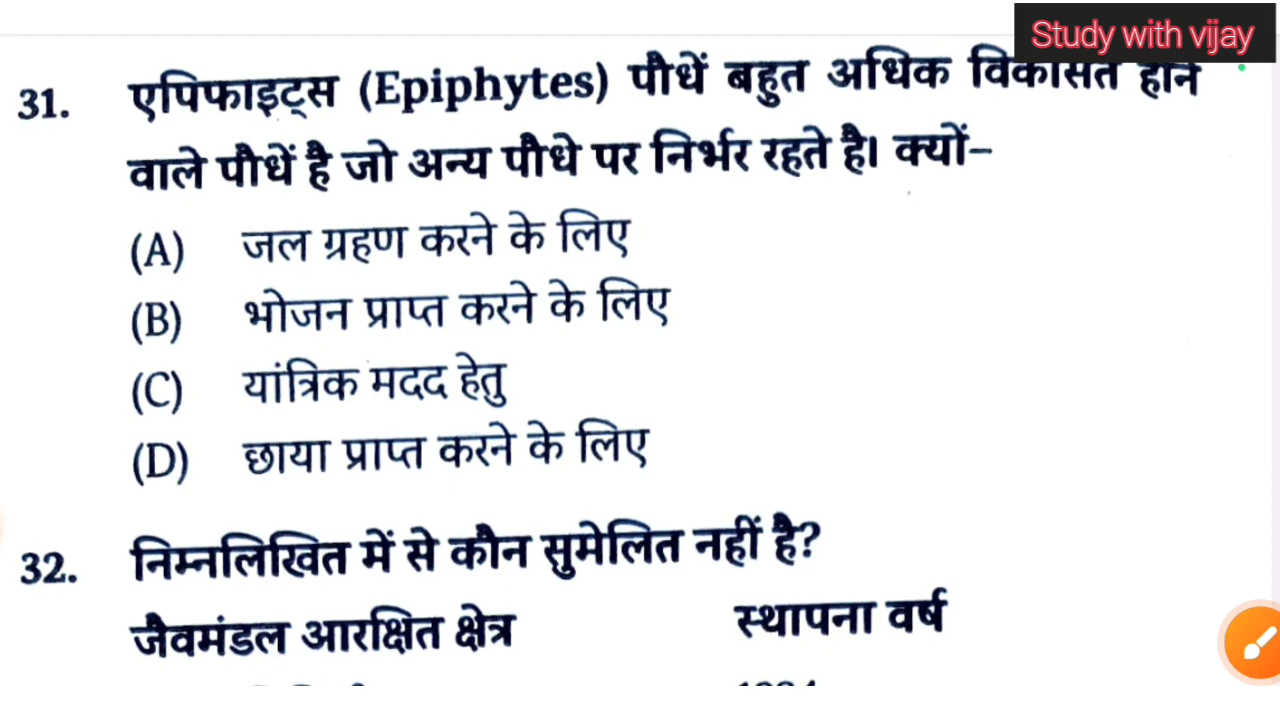 Study with vijay
31. एपिफाइट्स (Epiphytes) पौधें बहुत अधिक विकसित होने
वाले पौधें है जो अन्य पौधे पर निर्भर रहते है। क्यों–
(A) जल ग्रहण करने के लिए
(B) भोजन प्राप्त करने के लिए
(C) यांत्रिक मदद हेतु
(D) छाया प्राप्त करने के लिए
32. निम्नलिखित में से कौन सुमेलित नहीं है?
जैवमंडल आरक्षित क्षेत्र स्थापना वर्ष